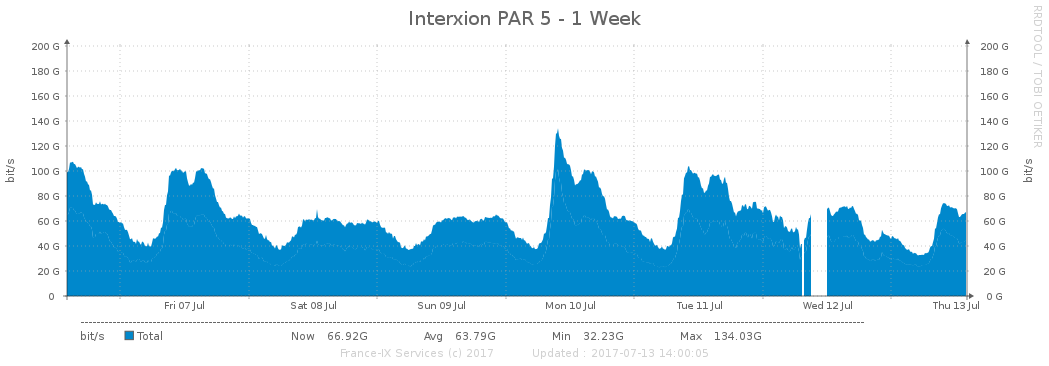 Interxion PAR 5 - 1 Week
RRDTOOL / TOBI OETIKER
bit/s
bit/s
200 G 200 G
180 G 180 G
160 G 160 G
140 G 140 G
120 G 120 G
100 G 100 G
80 G 80 G
60 G 60 G
40 G 40 G
20 G 20 G
0 0 G
Fri 07 Jul Sat 08 Jul Sun 09 Jul Mon 10 Jul Tue 11 Jul Wed 12 Jul Thu 13 Jul
bit/s Total Now 66.92G Avg 63.79G Min 32.23G Max 134.03G
France-IX Services (c) 2017 Updated : 2017-07-13 14:00:05